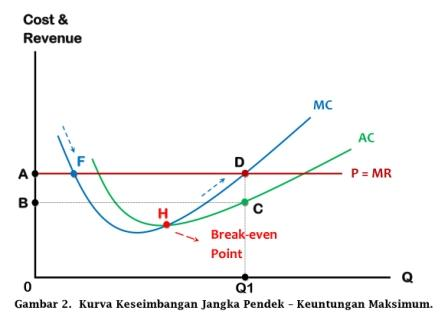 Cost &
Revenue
MC
AC
F
A
D
P = MR
B
H
C
Break-even
Point
0
Q1
Q
Gambar 2. Kurva Keseimbangan Jangka Pendek – Keuntungan Maksimum.